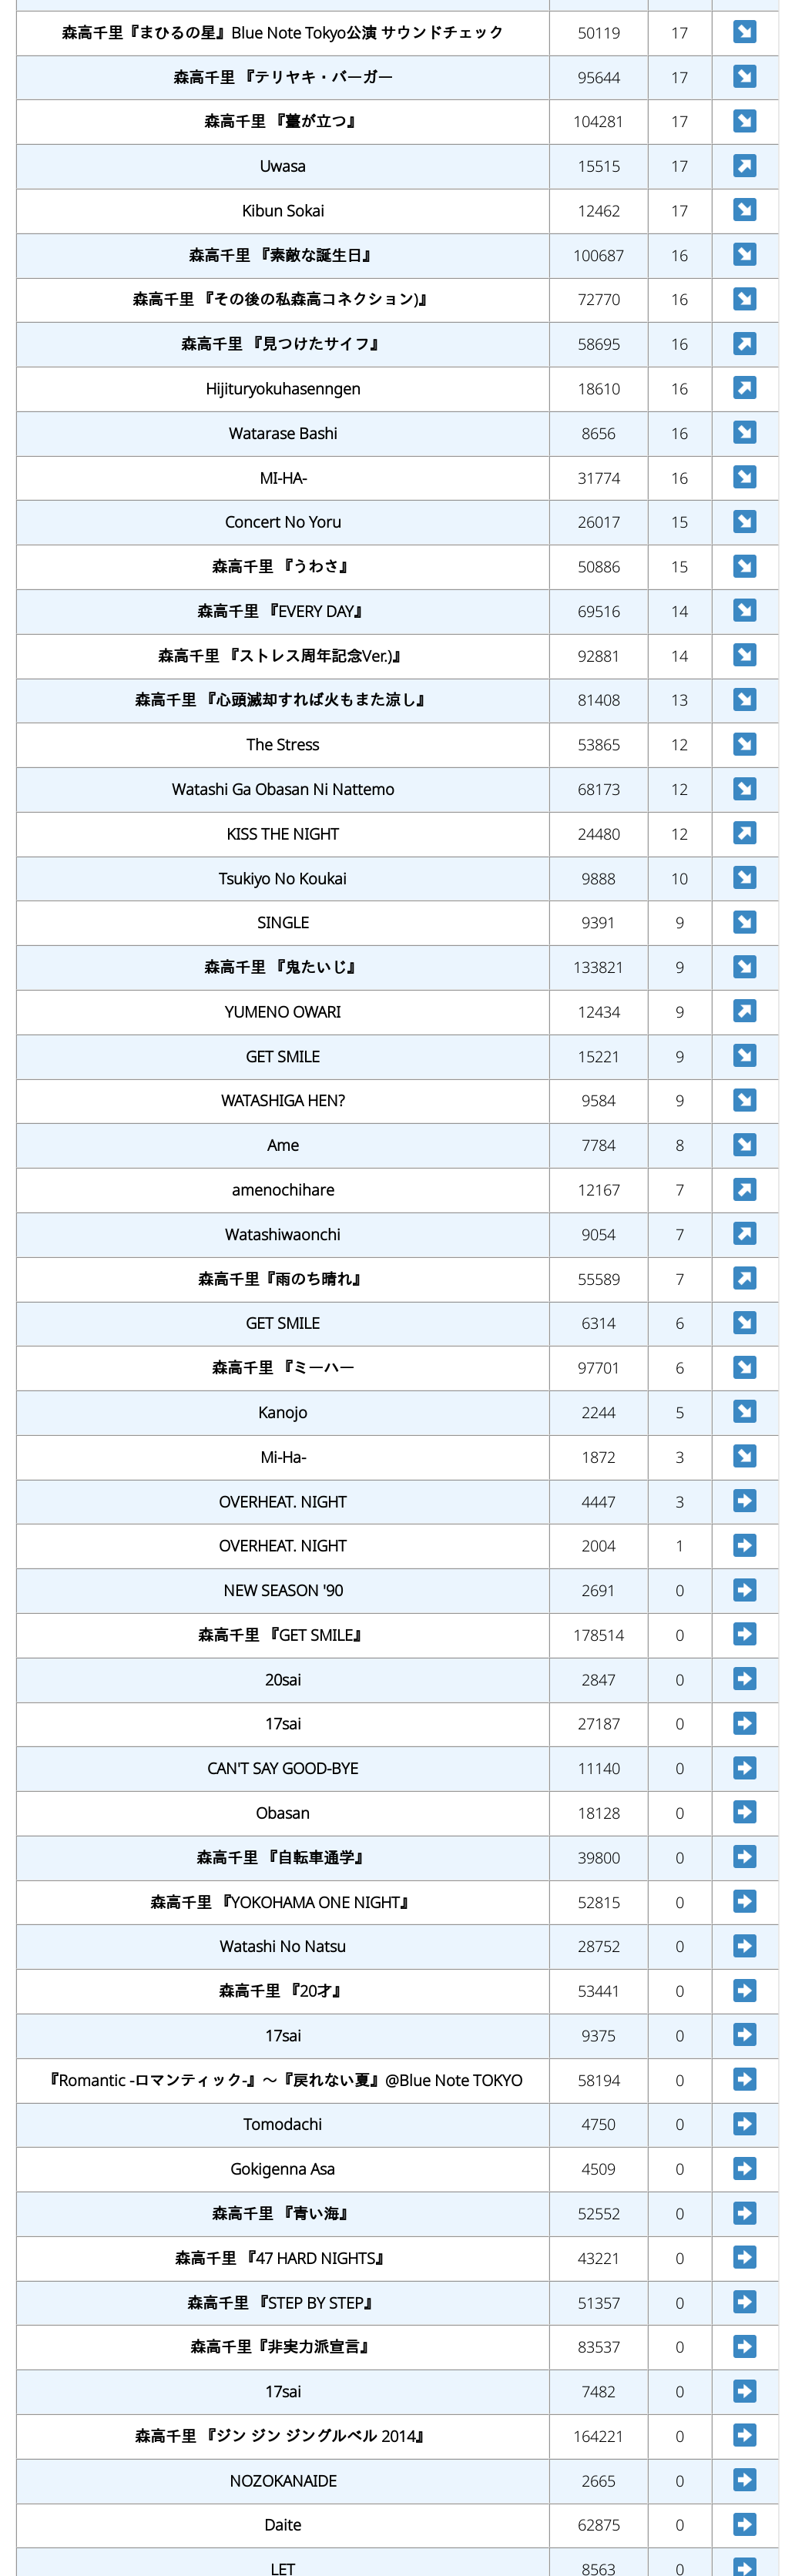 森高千里『まひるの星』Blue Note Tokyo公演 サウンドチェック 50119 17 ↘
森高千里 『テリヤキ・バーガー 95644 17 ↘
森高千里 『薹が立つ』 104281 17 ↘
Uwasa 15515 17 ↗
Kibun Sokai 12462 17 ↘
森高千里 『素敵な誕生日』 100687 16 ↘
森高千里 『その後の私森高コネクション)』 72770 16 ↘
森高千里 『見つけたサイフ』 58695 16 ↗
Hijituryokuhasenngen 18610 16 ↗
Watarase Bashi 8656 16 ↘
MI-HA- 31774 16 ↘
Concert No Yoru 26017 15 ↘
森高千里 『うわさ』 50886 15 ↘
森高千里 『EVERY DAY』 69516 14 ↘
森高千里 『ストレス周年記念Ver.)』 92881 14 ↘
森高千里 『心頭滅却すれば火もまた涼し』 81408 13 ↘
The Stress 53865 12 ↘
Watashi Ga Obasan Ni Nattemo 68173 12 ↘
KISS THE NIGHT 24480 12 ↗
Tsukiyo No Koukai 9888 10 ↘
SINGLE 9391 9 ↘
森高千里 『鬼たいじ』 133821 9 ↘
YUMENO OWARI 12434 9 ↗
GET SMILE 15221 9 ↘
WATASHIGA HEN? 9584 9 ↘
Ame 7784 8 ↘
amenochihare 12167 7 ↗
Watashiwaonchi 9054 7 ↗
森高千里『雨のち晴れ』 55589 7 ↗
GET SMILE 6314 6 ↘
森高千里 『ミーハー 97701 6 ↘
Kanojo 2244 5 ↘
Mi-Ha- 1872 3 ↘
OVERHEAT. NIGHT 4447 3 ➡
OVERHEAT. NIGHT 2004 1 ➡
NEW SEASON '90 2691 0 ➡
森高千里 『GET SMILE』 178514 0 ➡
20sai 2847 0 ➡
17sai 27187 0 ➡
CAN'T SAY GOOD-BYE 11140 0 ➡
Obasan 18128 0 ➡
森高千里 『自転車通学』 39800 0 ➡
森高千里 『YOKOHAMA ONE NIGHT』 52815 0 ➡
Watashi No Natsu 28752 0 ➡
森高千里 『20才』 53441 0 ➡
17sai 9375 0 ➡
『Romantic -ロマンティック-』～『戻れない夏』@Blue Note TOKYO 58194 0 ➡
Tomodachi 4750 0 ➡
Gokigenna Asa 4509 0 ➡
森高千里 『青い海』 52552 0 ➡
森高千里 『47 HARD NIGHTS』 43221 0 ➡
森高千里 『STEP BY STEP』 51357 0 ➡
森高千里『非実力派宣言』 83537 0 ➡
17sai 7482 0 ➡
森高千里 『ジン ジン ジングルベル 2014』 164221 0 ➡
NOZOKANAIDE 2665 0 ➡
Daite 62875 0 ➡
LET 8563 0 ➡